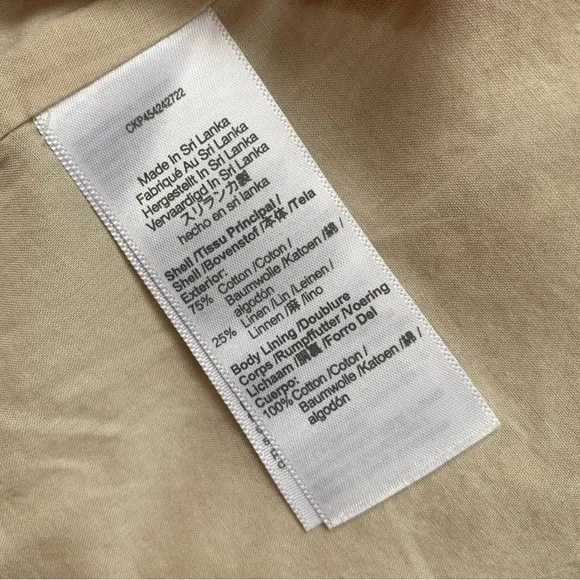 CKP454242722
Made In Sri Lanka
Fabriqué Au Sri Lanka
Hergestellt In Sri Lanka
Vervaardigd In Sri Lanka
スリランカ製
hecho en sri lanka
Shell /Tissu Principal /
Shell /Bovenstof /本体 /Tela
Exterior:
75% Cotton /Coton /
Baumwolle /Katoen /綿 /
algodón
25% Linen /Lin /Leinen /
Linnen /麻 /lino
Body Lining /Doublure
Corps /Rumpffutter /Voering
Lichaam /胴裏 /Forro Del
Cuerpo:
100% Cotton /Coton /
Baumwolle /Katoen /綿 /
algodón